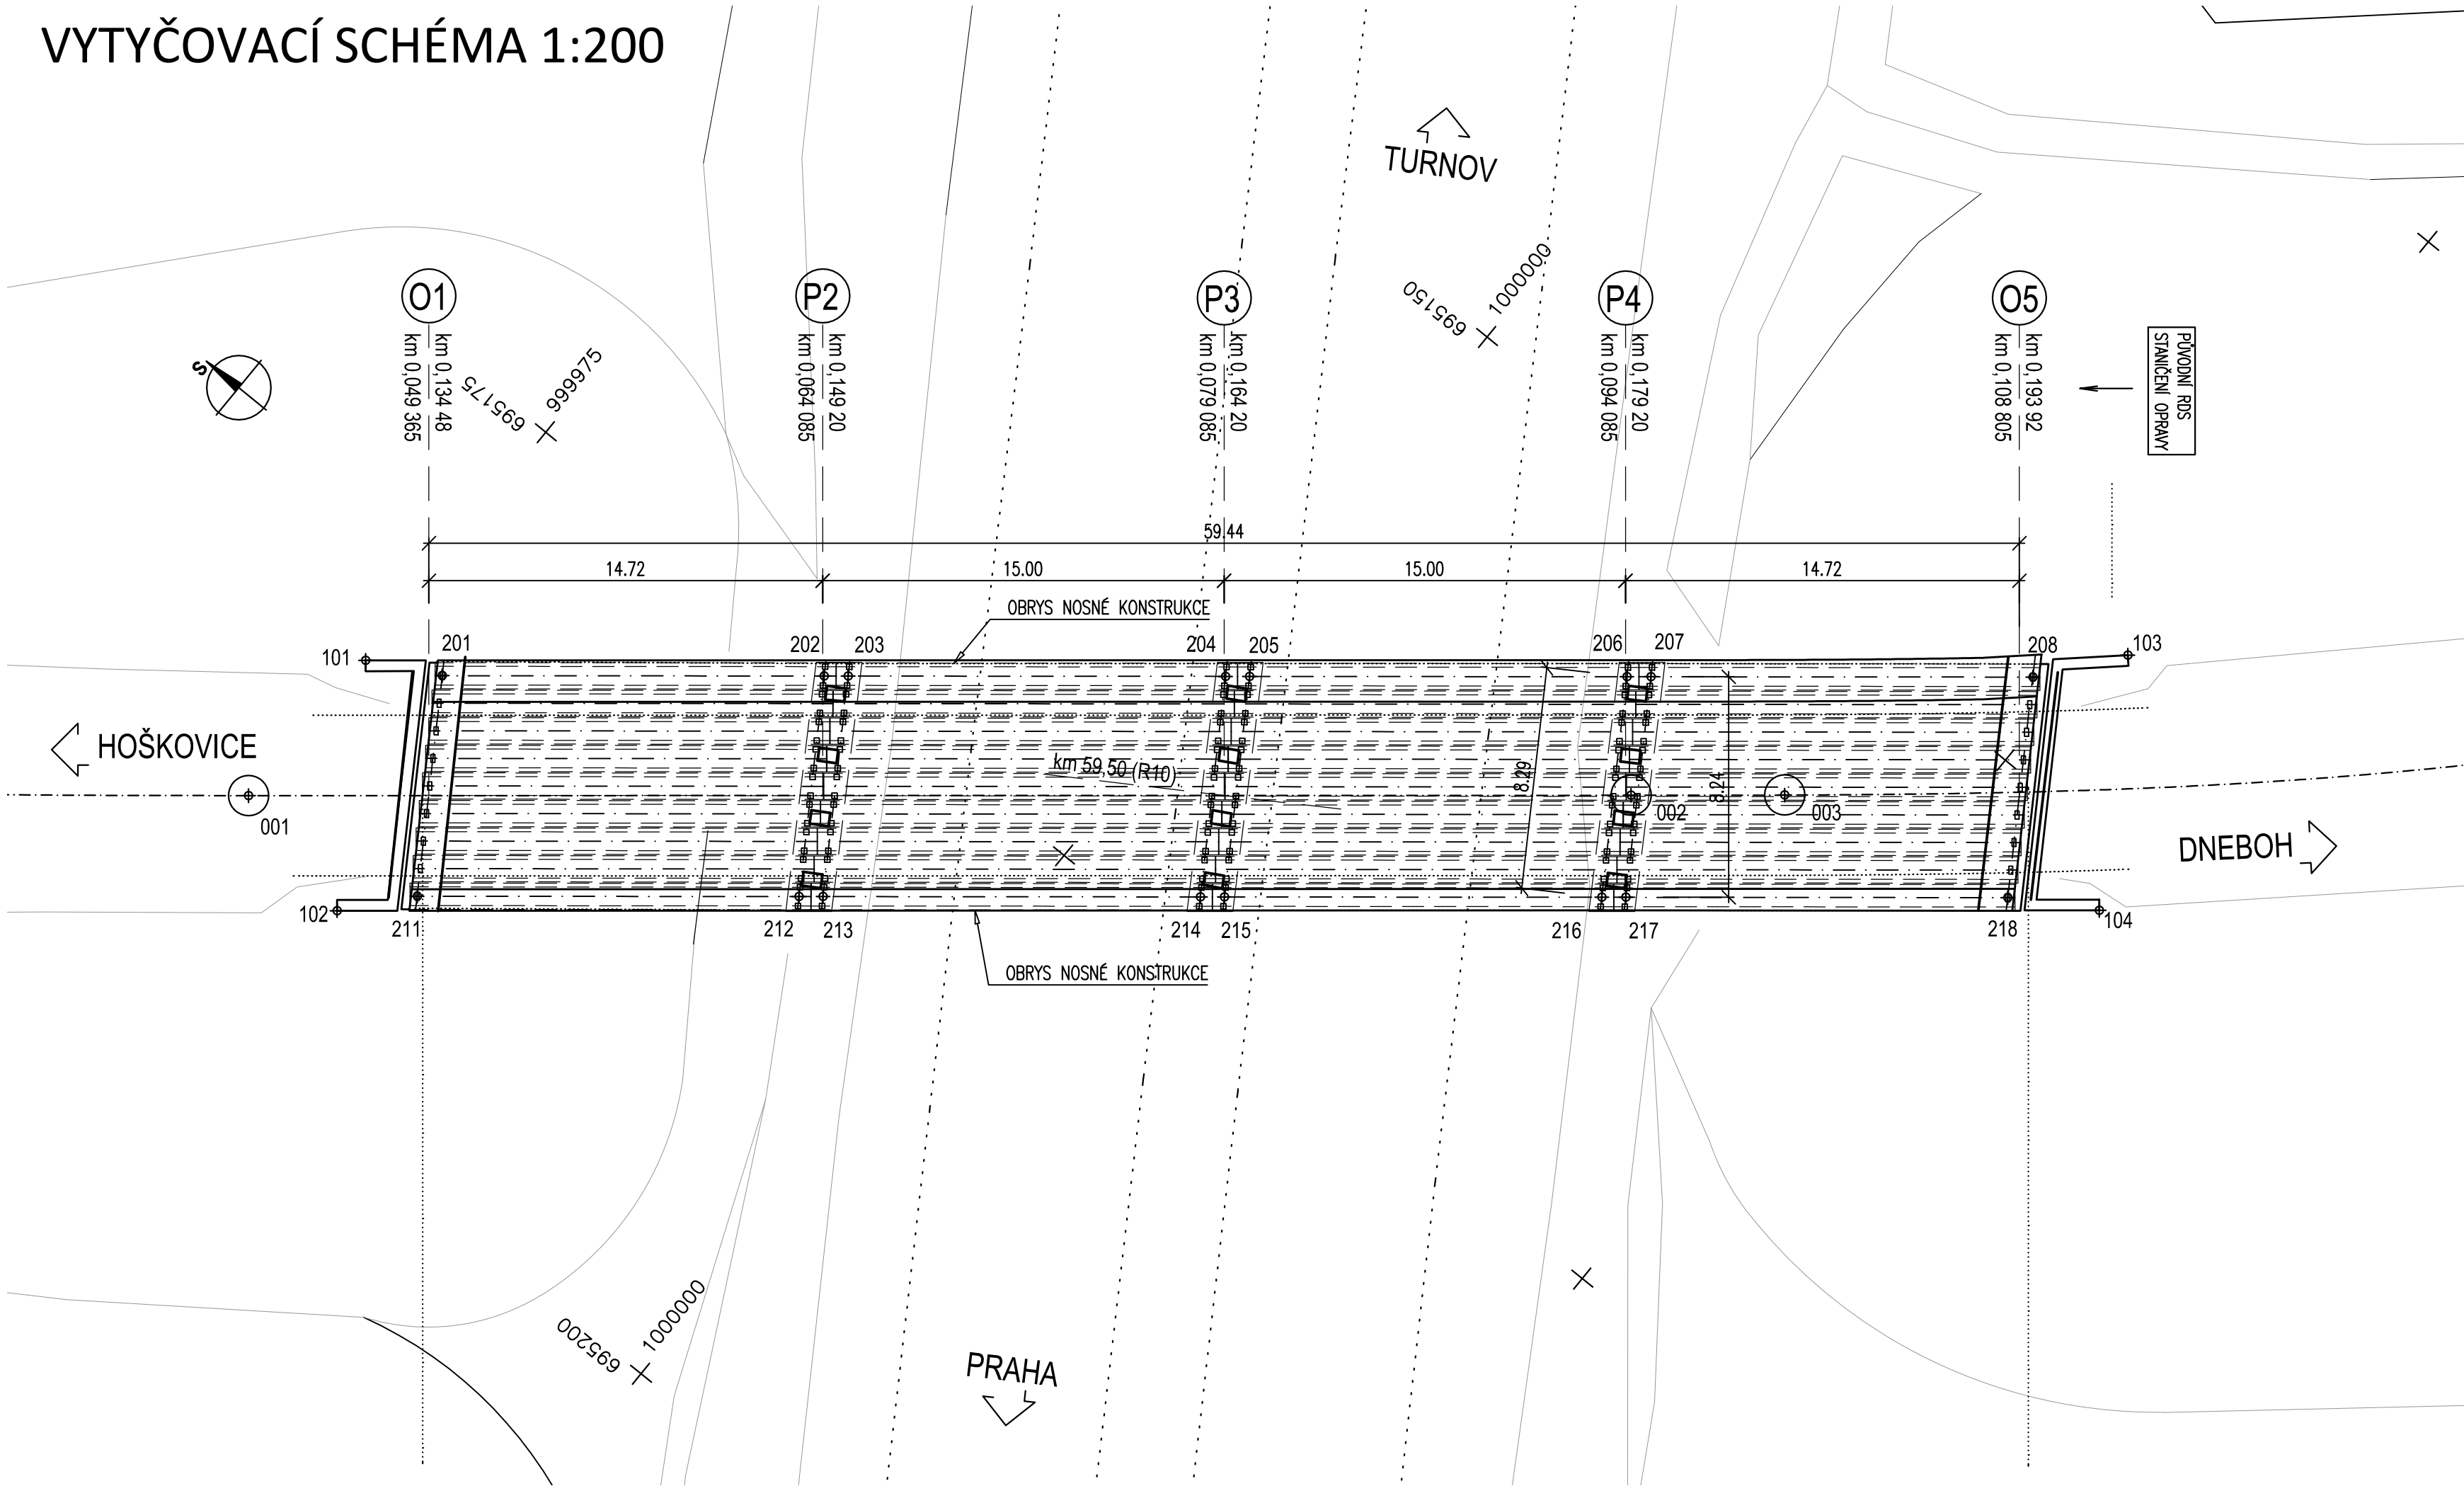 VYTYČOVACÍ SCHÉMA 1:200
TURNOV
695150
1000000
O1
P2
P3
P4
O5
km 0,134 48
km 0,049 365
km 0,149 20
km 0,064 085
km 0,164 20
km 0,079 085
km 0,179 20
km 0,094 085
km 0,193 92
km 0,108 805
PŮVODNÍ RDS
STANIČENÍ OPRAVY
S
695175
999975
59.44
14.72
15.00
15.00
14.72
OBRYS NOSNÉ KONSTRUKCE
101
201
202
203
204
205
206
207
208
103
HOŠKOVICE
km 59,50 (R10)
8.29
8.24
001
002
003
DNEBOH
102
211
212
213
214
215
216
217
218
104
OBRYS NOSNÉ KONSTRUKCE
695200
1000000
PRAHA